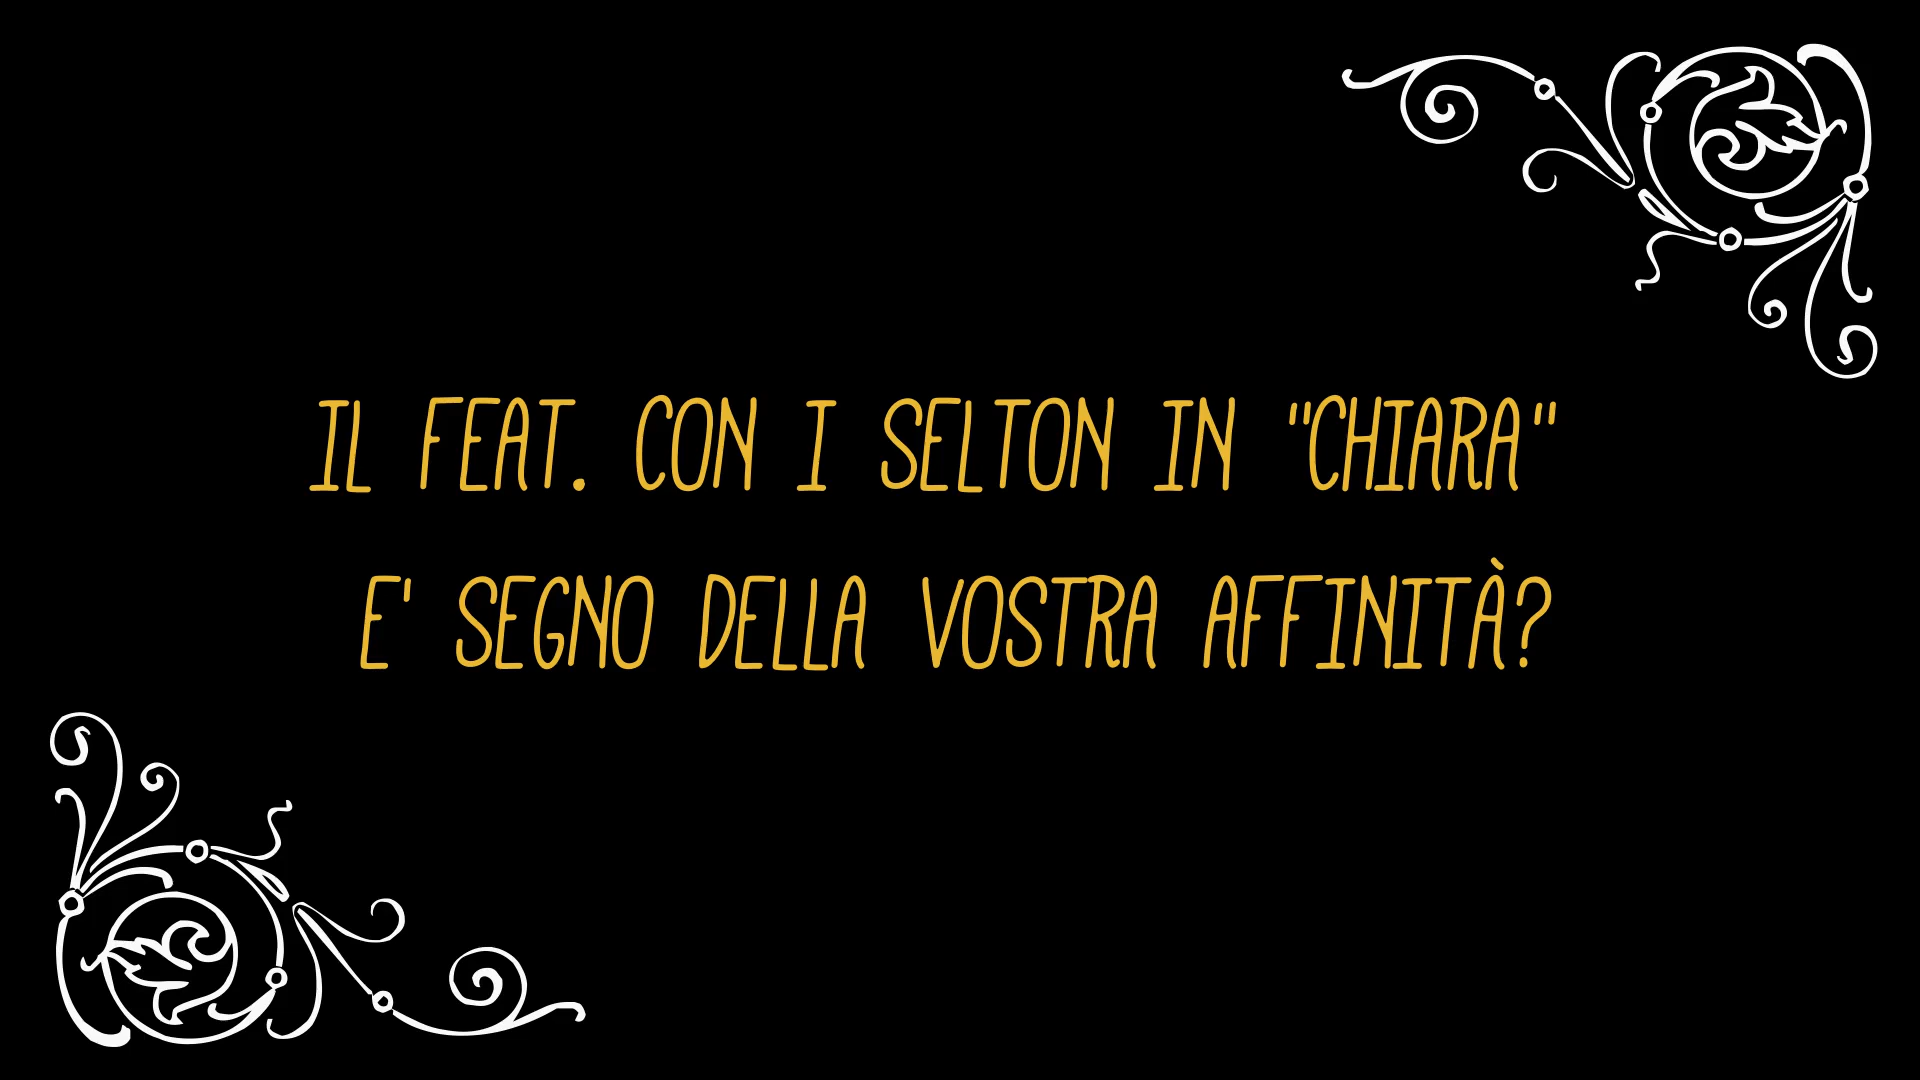 IL FEAT. CON I SELTON IN "CHIARA"
E' SEGNO DELLA VOSTRA AFFINITÀ?